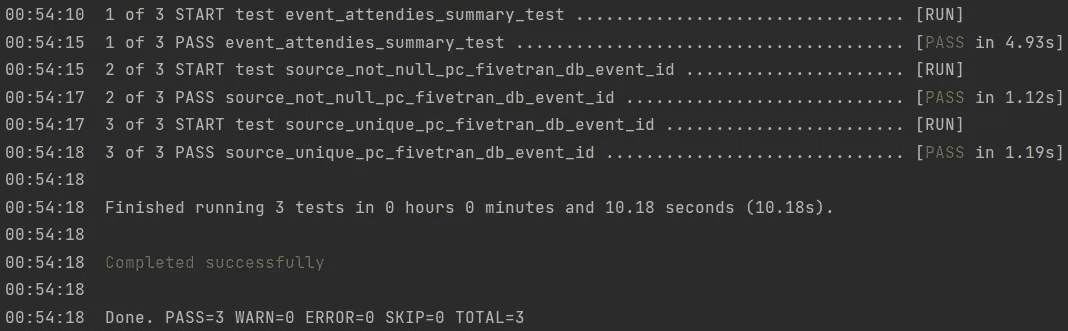 00:54:10  1 of 3 START test event_attendies_summary_test ................................. [RUN]
00:54:15  1 of 3 PASS event_attendies_summary_test ....................................... [PASS in 4.93s]
00:54:15  2 of 3 START test source_not_null_pc_fivetran_db_event_id ...................... [RUN]
00:54:17  2 of 3 PASS source_not_null_pc_fivetran_db_event_id ............................ [PASS in 1.12s]
00:54:17  3 of 3 START test source_unique_pc_fivetran_db_event_id ........................ [RUN]
00:54:18  3 of 3 PASS source_unique_pc_fivetran_db_event_id .............................. [PASS in 1.19s]
00:54:18
00:54:18  Finished running 3 tests in 0 hours 0 minutes and 10.18 seconds (10.18s).
00:54:18
00:54:18  Completed successfully
00:54:18
00:54:18  Done. PASS=3 WARN=0 ERROR=0 SKIP=0 TOTAL=3